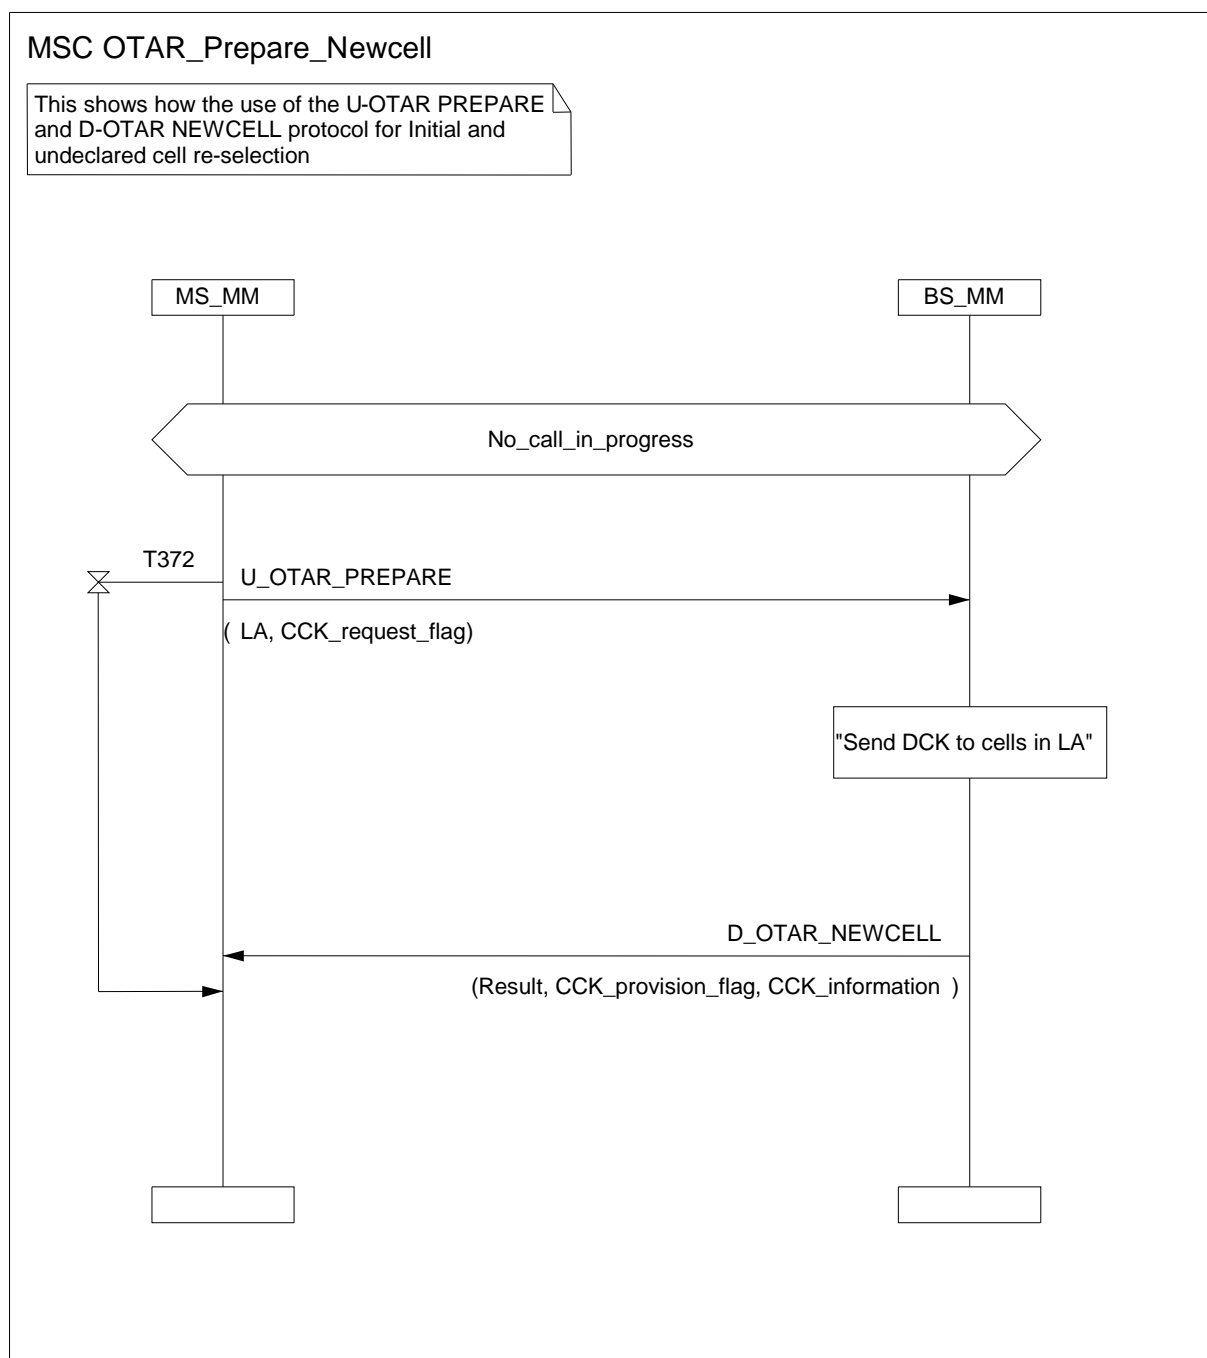 MSC OTAR_Prepare_Newcell
This shows how the use of the U-OTAR PREPARE
and D-OTAR NEWCELL protocol for Initial and
undeclared cell re-selection
MS_MM
BS_MM
No_call_in_progress
T372
U_OTAR_PREPARE
( LA, CCK_request_flag)
"Send DCK to cells in LA"
D_OTAR_NEWCELL
(Result, CCK_provision_flag, CCK_information )